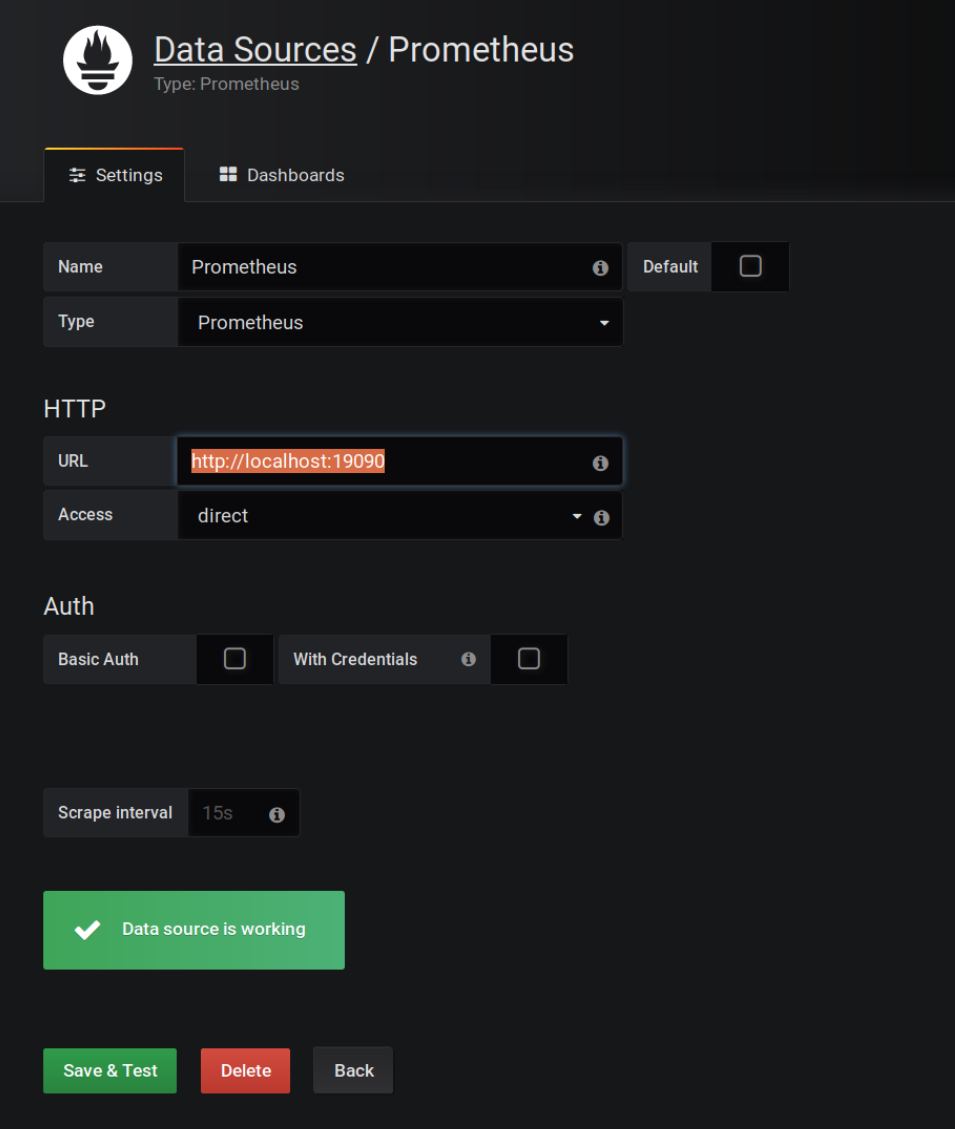 Data Sources / Prometheus
Type: Prometheus
Settings Dashboards
Name Prometheus Default
Type Prometheus
HTTP
URL http://localhost:19090
Access direct
Auth
Basic Auth With Credentials
Scrape interval 15s
Data source is working
Save & Test Delete Back